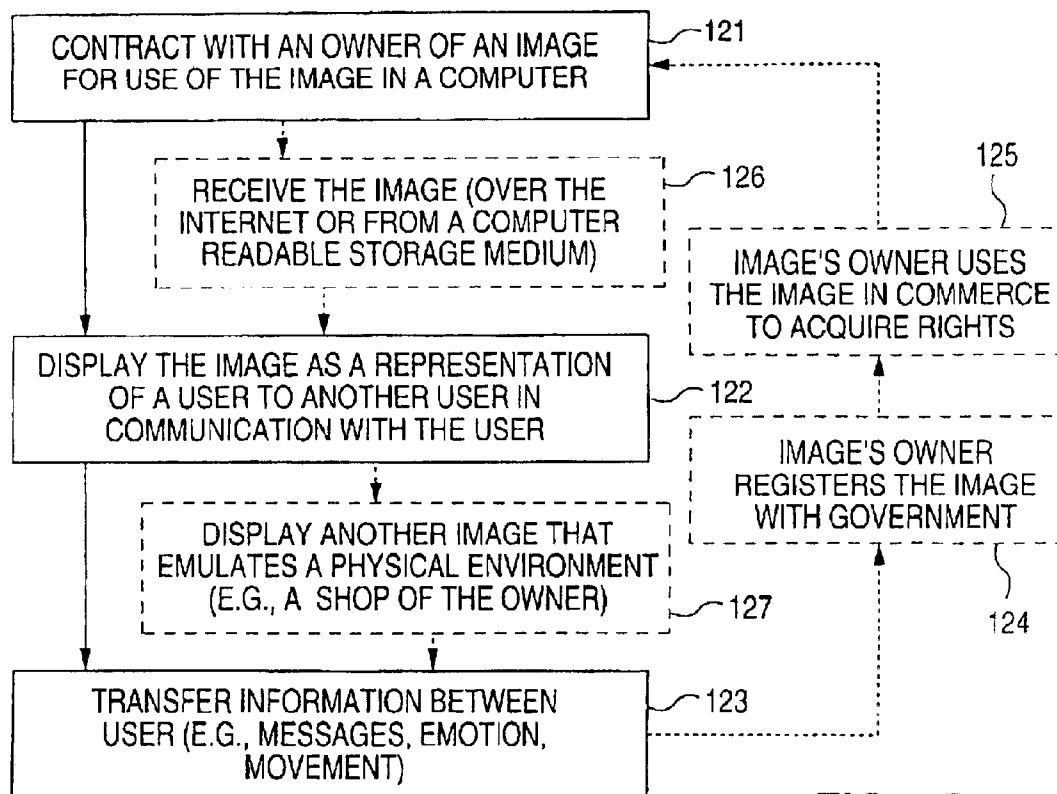 CONTRACT WITH AN OWNER OF AN IMAGE
FOR USE OF THE IMAGE IN A COMPUTER
121
RECEIVE THE IMAGE (OVER THE
INTERNET OR FROM A COMPUTER
READABLE STORAGE MEDIUM)
126
125
IMAGE'S OWNER USES
THE IMAGE IN COMMERCE
TO ACQUIRE RIGHTS
DISPLAY THE IMAGE AS A REPRESENTATION
OF A USER TO ANOTHER USER IN
COMMUNICATION WITH THE USER
122
IMAGE'S OWNER
REGISTERS THE IMAGE
WITH GOVERNMENT
124
DISPLAY ANOTHER IMAGE THAT
EMULATES A PHYSICAL ENVIRONMENT
(E.G., A SHOP OF THE OWNER)
127
TRANSFER INFORMATION BETWEEN
USER (E.G., MESSAGES, EMOTION,
MOVEMENT)
123